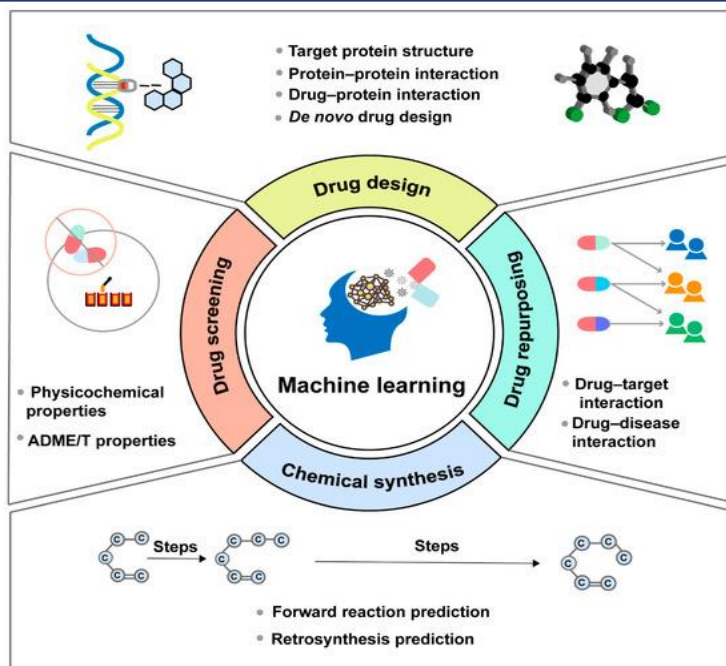 Target protein structure
Protein–protein interaction
Drug–protein interaction
De novo drug design
Drug design
Drug screening
Drug repurposing
Machine learning
Chemical synthesis
Physicochemical
properties
ADME/T properties
Drug–target
interaction
Drug–disease
interaction
C C C
C
C C
Steps
C C C C
C
C C
Steps
C C C
C C
C C
Forward reaction prediction
Retrosynthesis prediction